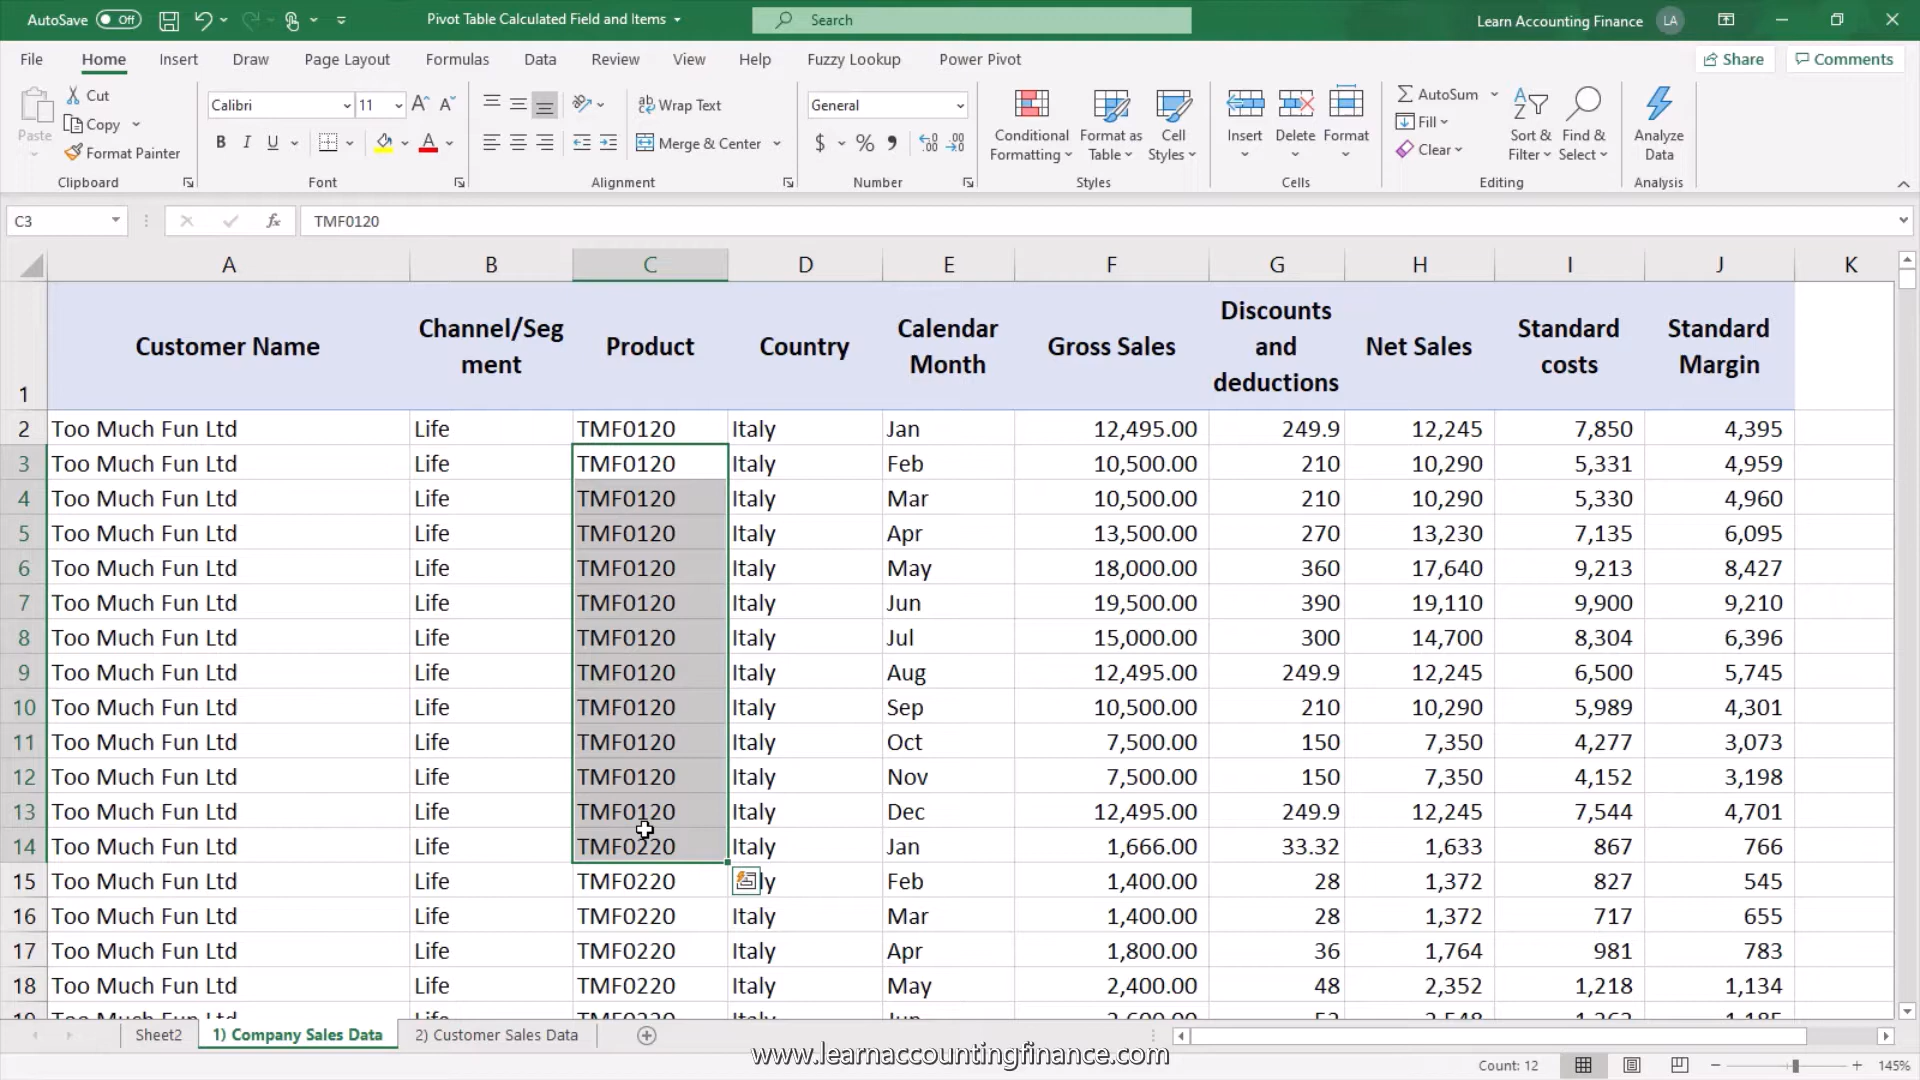 AutoSave Off Pivot Table Calculated Field and Items Search Learn Accounting Finance LA
File Home Insert Draw Page Layout Formulas Data Review View Help Fuzzy Lookup Power Pivot Share Comments
Paste Cut Copy Format Painter Clipboard
Calibri 11 B I U A Font
ab Wrap Text Merge & Center Alignment
General $ % Number
Conditional Formatting Format as Table Cell Styles Styles
Insert Delete Format Cells
AutoSum Fill Clear Sort & Filter Find & Select Editing
Analyze Data Analysis
C3 fx TMF0120
A B C D E F G H I J K
1 Customer Name Channel/Segment Product Country Calendar Month Gross Sales Discounts and deductions Net Sales Standard costs Standard Margin
2 Too Much Fun Ltd Life TMF0120 Italy Jan 12,495.00 249.9 12,245 7,850 4,395
3 Too Much Fun Ltd Life TMF0120 Italy Feb 10,500.00 210 10,290 5,331 4,959
4 Too Much Fun Ltd Life TMF0120 Italy Mar 10,500.00 210 10,290 5,330 4,960
5 Too Much Fun Ltd Life TMF0120 Italy Apr 13,500.00 270 13,230 7,135 6,095
6 Too Much Fun Ltd Life TMF0120 Italy May 18,000.00 360 17,640 9,213 8,427
7 Too Much Fun Ltd Life TMF0120 Italy Jun 19,500.00 390 19,110 9,900 9,210
8 Too Much Fun Ltd Life TMF0120 Italy Jul 15,000.00 300 14,700 8,304 6,396
9 Too Much Fun Ltd Life TMF0120 Italy Aug 12,495.00 249.9 12,245 6,500 5,745
10 Too Much Fun Ltd Life TMF0120 Italy Sep 10,500.00 210 10,290 5,989 4,301
11 Too Much Fun Ltd Life TMF0120 Italy Oct 7,500.00 150 7,350 4,277 3,073
12 Too Much Fun Ltd Life TMF0120 Italy Nov 7,500.00 150 7,350 4,152 3,198
13 Too Much Fun Ltd Life TMF0120 Italy Dec 12,495.00 249.9 12,245 7,544 4,701
14 Too Much Fun Ltd Life TMF0220 Italy Jan 1,666.00 33.32 1,633 867 766
15 Too Much Fun Ltd Life TMF0220 ly Feb 1,400.00 28 1,372 827 545
16 Too Much Fun Ltd Life TMF0220 Italy Mar 1,400.00 28 1,372 717 655
17 Too Much Fun Ltd Life TMF0220 Italy Apr 1,800.00 36 1,764 981 783
18 Too Much Fun Ltd Life TMF0220 Italy May 2,400.00 48 2,352 1,218 1,134
Sheet2 1) Company Sales Data 2) Customer Sales Data
www.learnaccountingfinance.com
Count: 12 145%